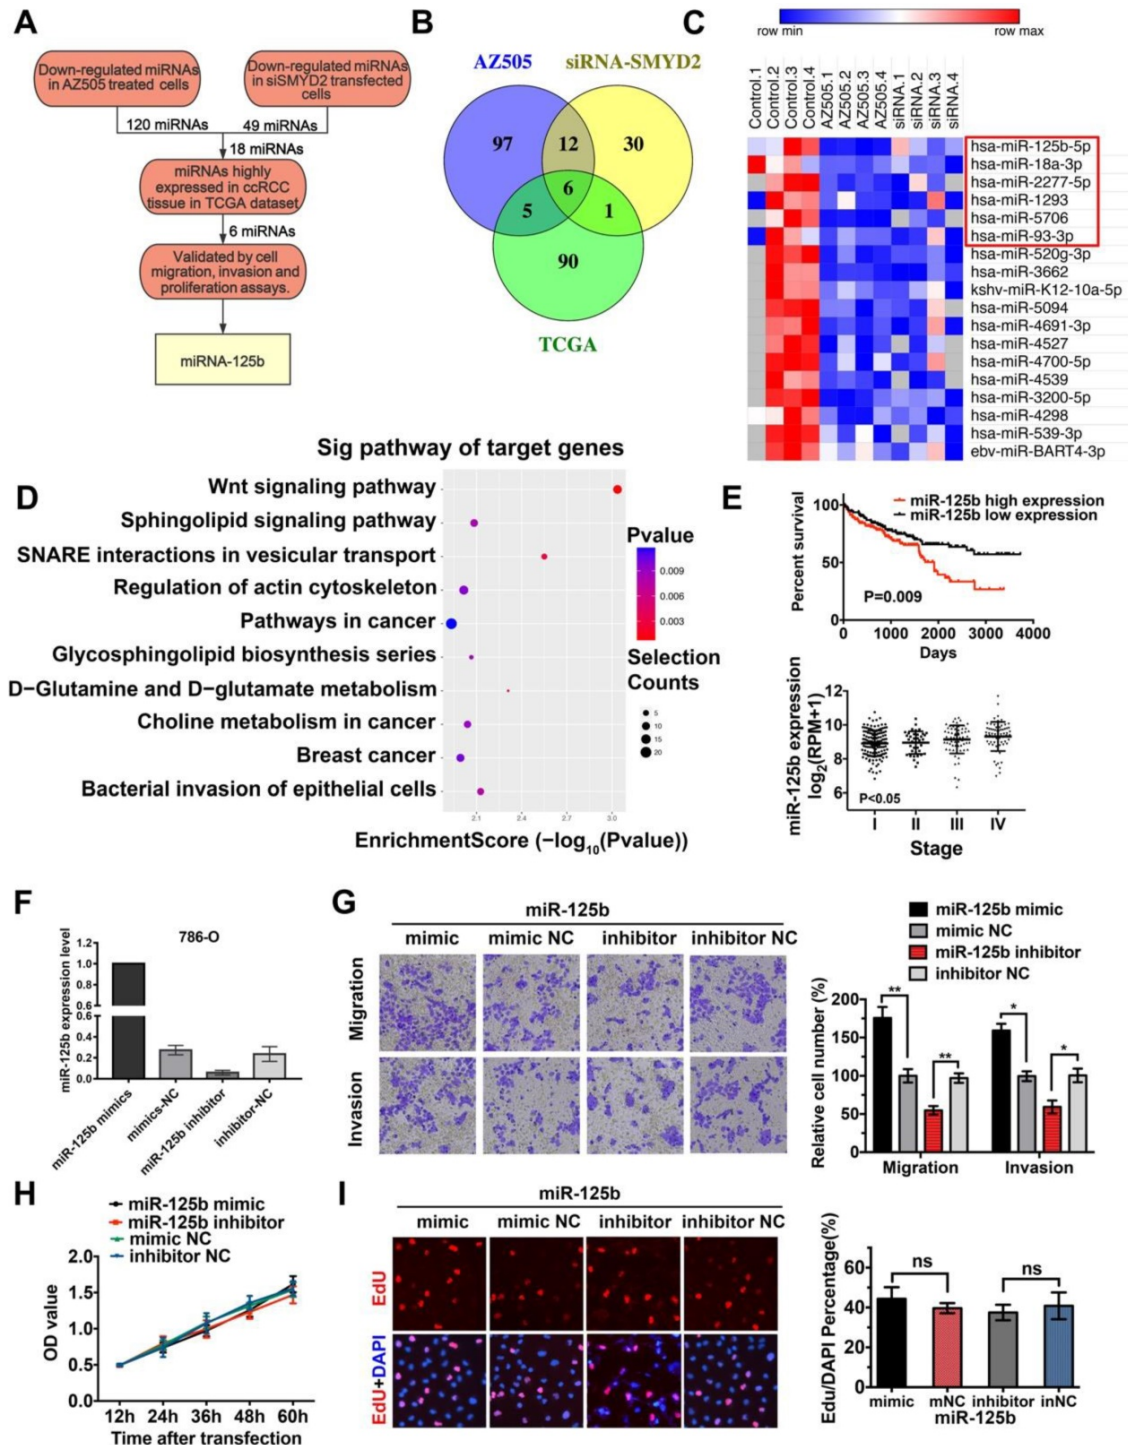 A
Down-regulated miRNAs
in AZ505 treated cells
Down-regulated miRNAs
in siSMYD2 transfected
cells
120 miRNAs
49 miRNAs
18 miRNAs
miRNAs highly
expressed in ccRCC
tissue in TCGA dataset
6 miRNAs
Validated by cell
migration, invasion and
proliferation assays.
miRNA-125b
B
AZ505
siRNA-SMYD2
97
12
30
6
5
1
90
TCGA
C
row min
row max
Control.1
Control.2
Control.3
Control.4
AZ505.1
AZ505.2
AZ505.3
AZ505.4
siRNA.1
siRNA.2
siRNA.3
siRNA.4
hsa-miR-125b-5p
hsa-miR-18a-3p
hsa-miR-2277-5p
hsa-miR-1293
hsa-miR-5706
hsa-miR-93-3p
hsa-miR-520g-3p
hsa-miR-3662
kshv-miR-K12-10a-5p
hsa-miR-5094
hsa-miR-4691-3p
hsa-miR-4527
hsa-miR-4700-5p
hsa-miR-4539
hsa-miR-3200-5p
hsa-miR-4298
hsa-miR-539-3p
ebv-miR-BART4-3p
D
Sig pathway of target genes
Wnt signaling pathway
Sphingolipid signaling pathway
SNARE interactions in vesicular transport
Regulation of actin cytoskeleton
Pathways in cancer
Glycosphingolipid biosynthesis series
D−Glutamine and D−glutamate metabolism
Choline metabolism in cancer
Breast cancer
Bacterial invasion of epithelial cells
2.1 2.4 2.7 3.0
EnrichmentScore (−log10(Pvalue))
Pvalue
0.009
0.006
0.003
Selection
Counts
5
10
15
20
E
miR-125b high expression
miR-125b low expression
Percent survival
100
50
0
P=0.009
0 1000 2000 3000 4000
Days
miR-125b expression
log2(RPM+1)
12
10
8
6
P<0.05
I II III IV
Stage
F
786-O
miR-125b expression level
1.2
1.0
0.8
0.6
0.6
0.4
0.2
0.0
miR-125b mimics
mimics-NC
miR-125b inhibitor
inhibitor-NC
G
miR-125b
mimic mimic NC inhibitor inhibitor NC
Migration
Invasion
miR-125b mimic
mimic NC
miR-125b inhibitor
inhibitor NC
Relative cell number (%)
200
150
100
50
0
** ** * *
Migration Invasion
H
miR-125b mimic
miR-125b inhibitor
mimic NC
inhibitor NC
OD value
2.0
1.5
1.0
0.5
0.0
12h 24h 36h 48h 60h
Time after transfection
I
miR-125b
mimic mimic NC inhibitor inhibitor NC
EdU
EdU+DAPI
Edu/DAPI Percentage(%)
60
40
20
0
ns ns
mimic mNC inhibitor inNC
miR-125b